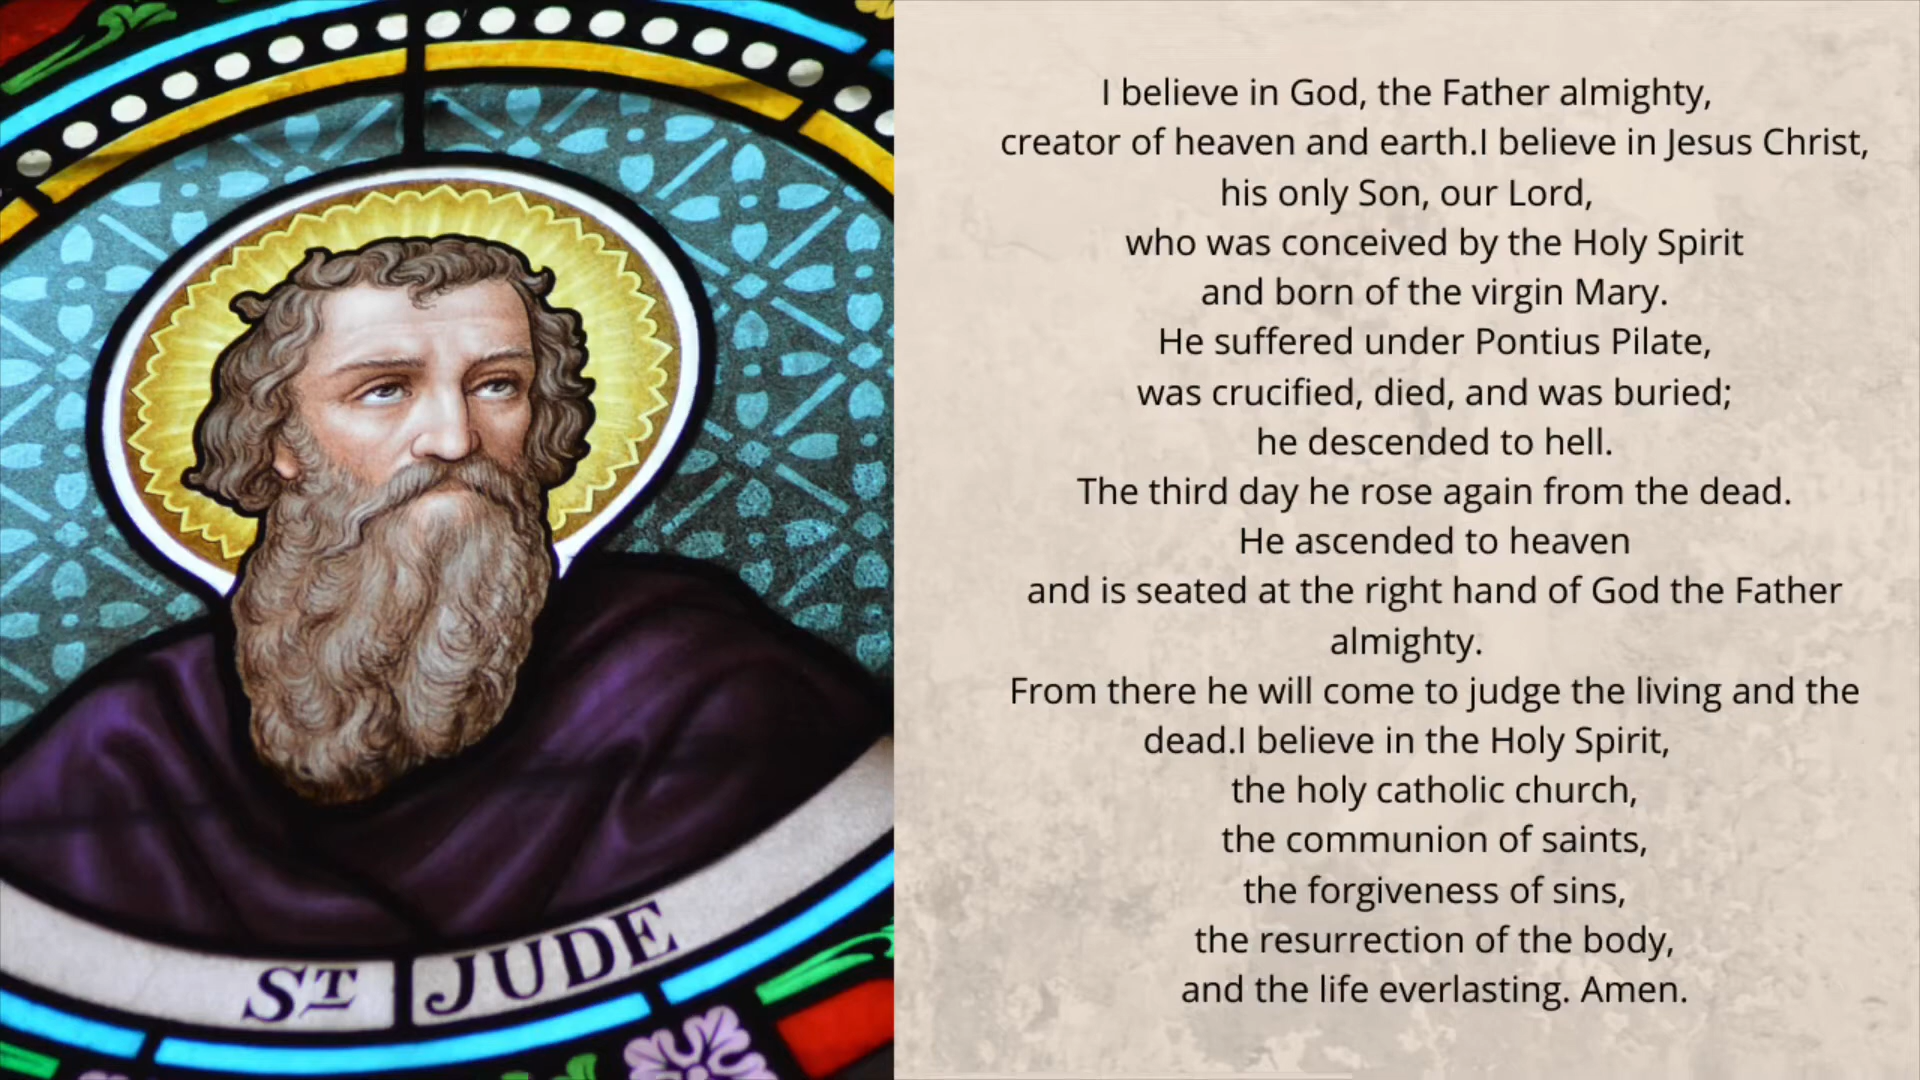 ST JUDE
I believe in God, the Father almighty,
creator of heaven and earth.I believe in Jesus Christ,
his only Son, our Lord,
who was conceived by the Holy Spirit
and born of the virgin Mary.
He suffered under Pontius Pilate,
was crucified, died, and was buried;
he descended to hell.
The third day he rose again from the dead.
He ascended to heaven
and is seated at the right hand of God the Father
almighty.
From there he will come to judge the living and the
dead.I believe in the Holy Spirit,
the holy catholic church,
the communion of saints,
the forgiveness of sins,
the resurrection of the body,
and the life everlasting. Amen.